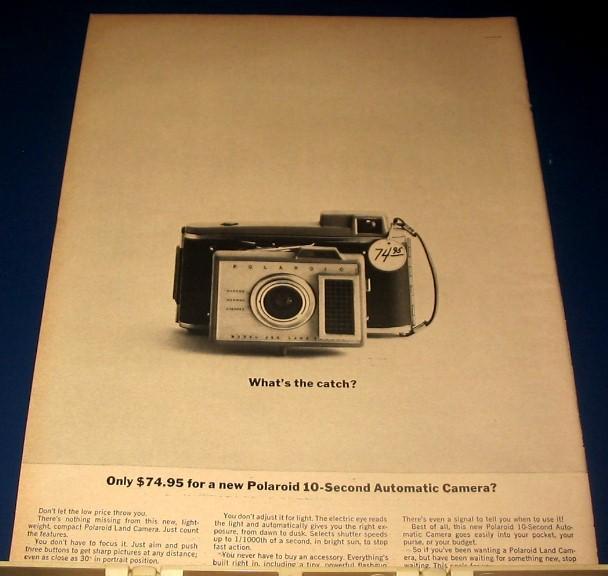 74.95
POLAROID
What's the catch?
Only $74.95 for a new Polaroid 10-Second Automatic Camera?
Don't let the low price throw you.
There's nothing missing from this new, light-
weight, compact Polaroid Land Camera. Just count
the features.
You don't have to focus it. Just aim and push
three buttons to get sharp pictures at any distance;
even as close as 30" in portrait position.
You don't adjust it for light. The electric eye reads
the light and automatically gives you the right ex-
posure, from dawn to dusk. Selects shutter speeds
up to 1/1000th of a second, in bright sun, to stop
fast action.
You never have to buy an accessory. Everything's
built right in, including a tiny, powerful flashgun
There's even a signal to tell you when to use it!
Best of all, this new Polaroid 10-Second Auto-
matic Camera goes easily into your pocket, your
purse, or your budget.
So if you've been wanting a Polaroid Land Cam-
era, but have been waiting for something new, stop
waiting. This